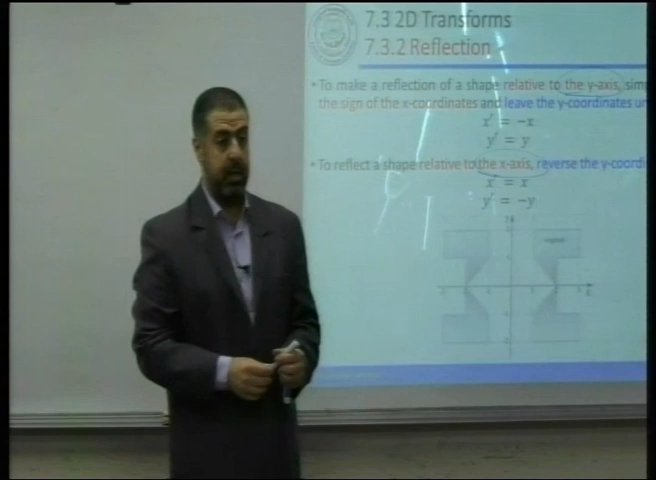 7.3 2D Transforms
7.3.2 Reflection
• To make a reflection of a shape relative to the y-axis, sim
the sign of the x-coordinates and leave the y-coordinates un
x′ = −x
y′ = y
• To reflect a shape relative to the x-axis, reverse the y-coordi
x′ = x
y′ = −y